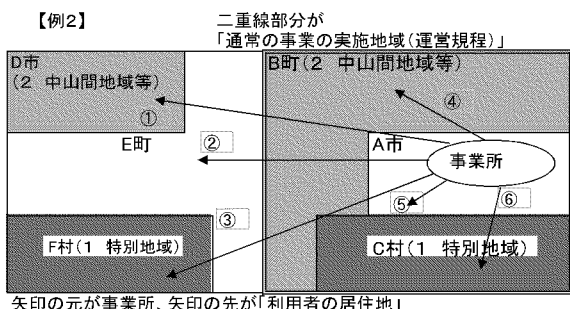 【例2】
二重線部分が
「通常の事業の実施地域(運営規程)」
D市
(2 中山間地域等)
B町(2 中山間地域等)
①
④
E町
②
A市
事業所
③
⑤
⑥
F村(1 特別地域)
C村(1 特別地域)
矢印の元が事業所、矢印の先が「利用者の居住地」